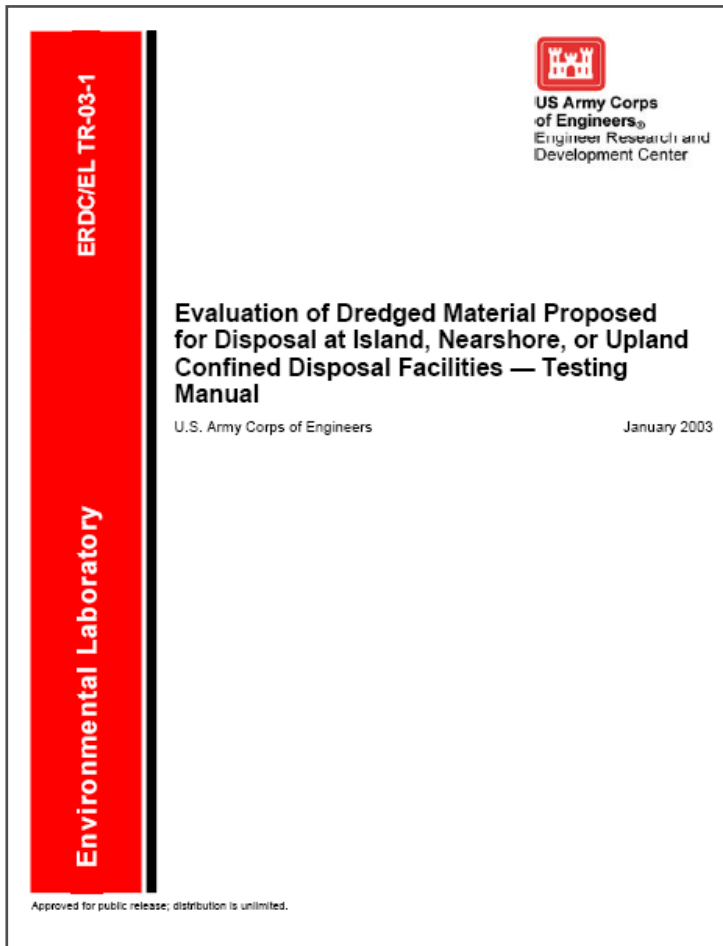 ERDC/EL TR-03-1
US Army Corps
of Engineers®
Engineer Research and
Development Center
Evaluation of Dredged Material Proposed
for Disposal at Island, Nearshore, or Upland
Confined Disposal Facilities — Testing
Manual
U.S. Army Corps of Engineers January 2003
Environmental Laboratory
Approved for public release; distribution is unlimited.